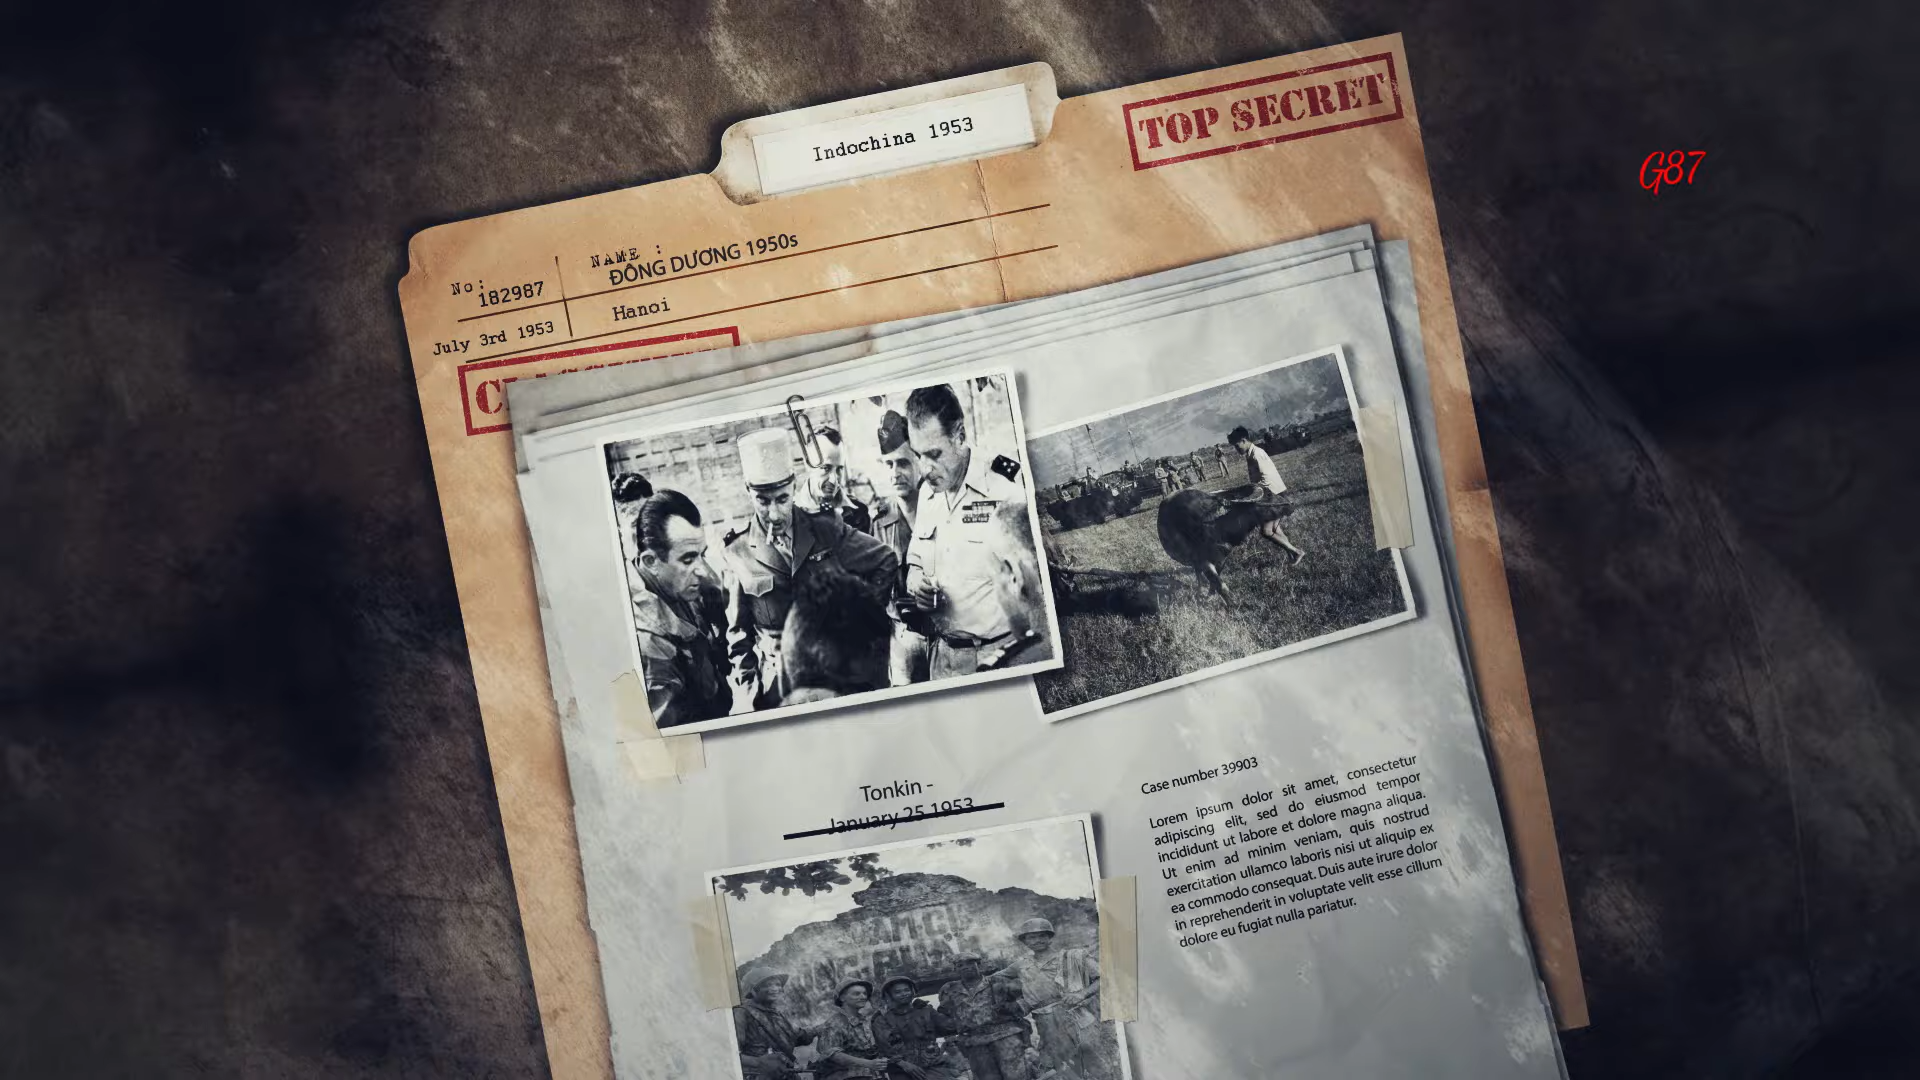 Indochina 1953
TOP SECRET
G87
NAME :
ĐÔNG DƯƠNG 1950s
No:
182987
Hanoi
July 3rd 1953
Tonkin -
January 25 1953
Case number 39903
Lorem ipsum dolor sit amet, consectetur
adipiscing elit, sed do eiusmod tempor
incididunt ut labore et dolore magna aliqua.
Ut enim ad minim veniam, quis nostrud
exercitation ullamco laboris nisi ut aliquip ex
ea commodo consequat. Duis aute irure dolor
in reprehenderit in voluptate velit esse cillum
dolore eu fugiat nulla pariatur.